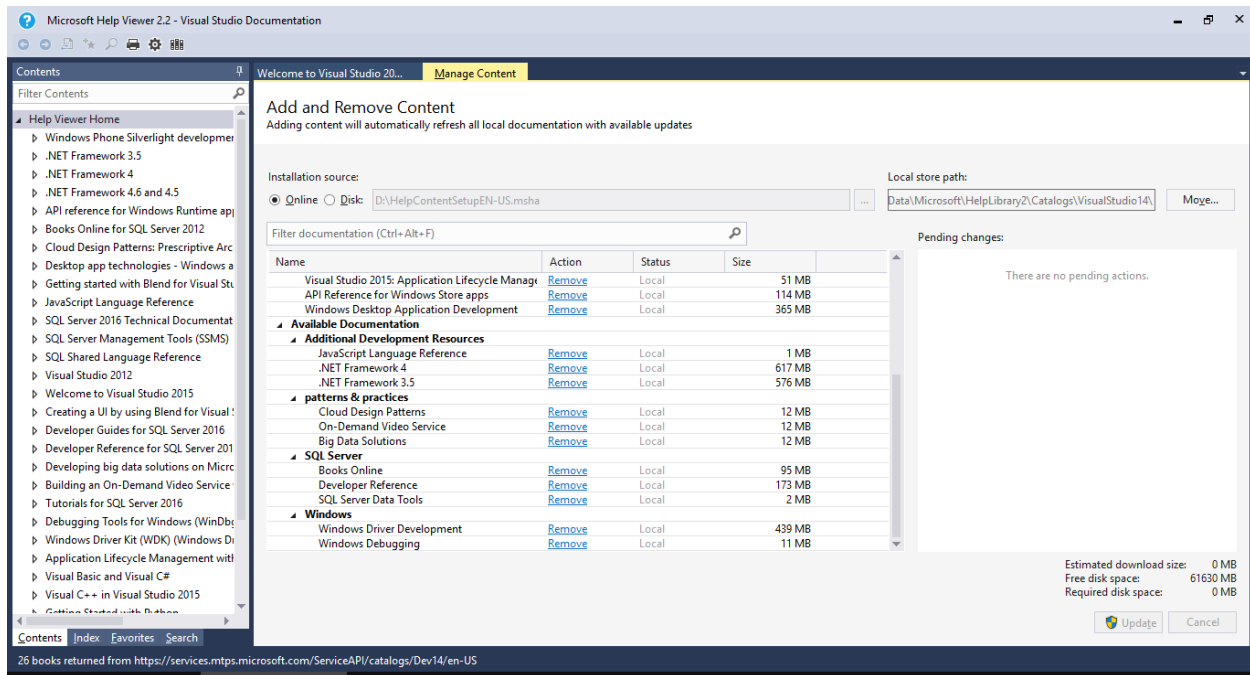 Microsoft Help Viewer 2.2 - Visual Studio Documentation
Contents
Filter Contents
Help Viewer Home
Windows Phone Silverlight developmer
.NET Framework 3.5
.NET Framework 4
.NET Framework 4.6 and 4.5
API reference for Windows Runtime app
Books Online for SQL Server 2012
Cloud Design Patterns: Prescriptive Arc
Desktop app technologies - Windows a
Getting started with Blend for Visual Stu
JavaScript Language Reference
SQL Server 2016 Technical Documentat
SQL Server Management Tools (SSMS)
SQL Shared Language Reference
Visual Studio 2012
Welcome to Visual Studio 2015
Creating a UI by using Blend for Visual S
Developer Guides for SQL Server 2016
Developer Reference for SQL Server 201
Developing big data solutions on Micro
Building an On-Demand Video Service
Tutorials for SQL Server 2016
Debugging Tools for Windows (WinDbg
Windows Driver Kit (WDK) (Windows Dr
Application Lifecycle Management with
Visual Basic and Visual C#
Visual C++ in Visual Studio 2015
Getting Started with Python
Contents Index Favorites Search
Welcome to Visual Studio 20... Manage Content
Add and Remove Content
Adding content will automatically refresh all local documentation with available updates
Installation source:
Online Disk: D:\HelpContentSetupEN-US.msha ...
Local store path:
Data\Microsoft\HelpLibrary2\Catalogs\VisualStudio14\ Move...
Filter documentation (Ctrl+Alt+F)
Name Action Status Size
Visual Studio 2015: Application Lifecycle Manage Remove Local 51 MB
API Reference for Windows Store apps Remove Local 114 MB
Windows Desktop Application Development Remove Local 365 MB
Available Documentation
Additional Development Resources
JavaScript Language Reference Remove Local 1 MB
.NET Framework 4 Remove Local 617 MB
.NET Framework 3.5 Remove Local 576 MB
patterns & practices
Cloud Design Patterns Remove Local 12 MB
On-Demand Video Service Remove Local 12 MB
Big Data Solutions Remove Local 12 MB
SQL Server
Books Online Remove Local 95 MB
Developer Reference Remove Local 173 MB
SQL Server Data Tools Remove Local 2 MB
Windows
Windows Driver Development Remove Local 439 MB
Windows Debugging Remove Local 11 MB
Pending changes:
There are no pending actions.
Estimated download size: 0 MB
Free disk space: 61630 MB
Required disk space: 0 MB
Update Cancel
26 books returned from https://services.mtps.microsoft.com/ServiceAPI/catalogs/Dev14/en-US